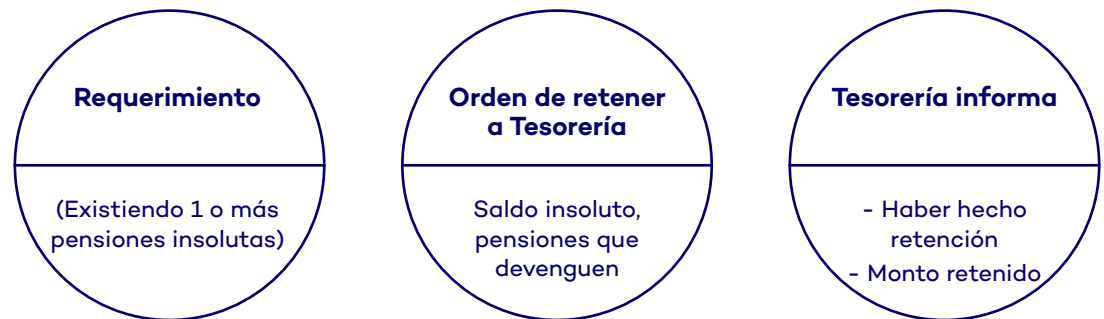 Requerimiento
(Existiendo 1 o más
pensiones insolutas)
Orden de retener
a Tesorería
Saldo insoluto,
pensiones que
devenguen
Tesorería informa
- Haber hecho
retención
- Monto retenido